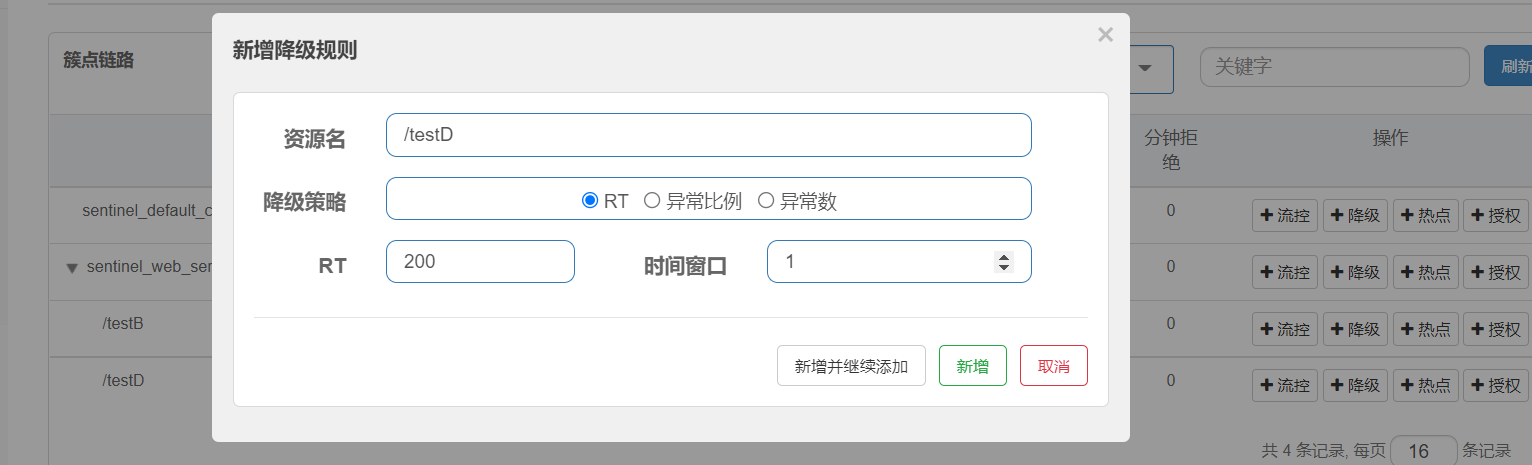 新增降级规则
×
簇点链路
关键字
刷新
资源名
/testD
分钟拒
绝
操作
降级策略
RT 异常比例 异常数
sentinel_default_c
0
流控 降级 热点 授权
RT
200
时间窗口
1
sentinel_web_ser
0
流控 降级 热点 授权
/testB
0
流控 降级 热点 授权
新增并继续添加
新增
取消
/testD
0
流控 降级 热点 授权
共 4 条记录, 每页 16 条记录